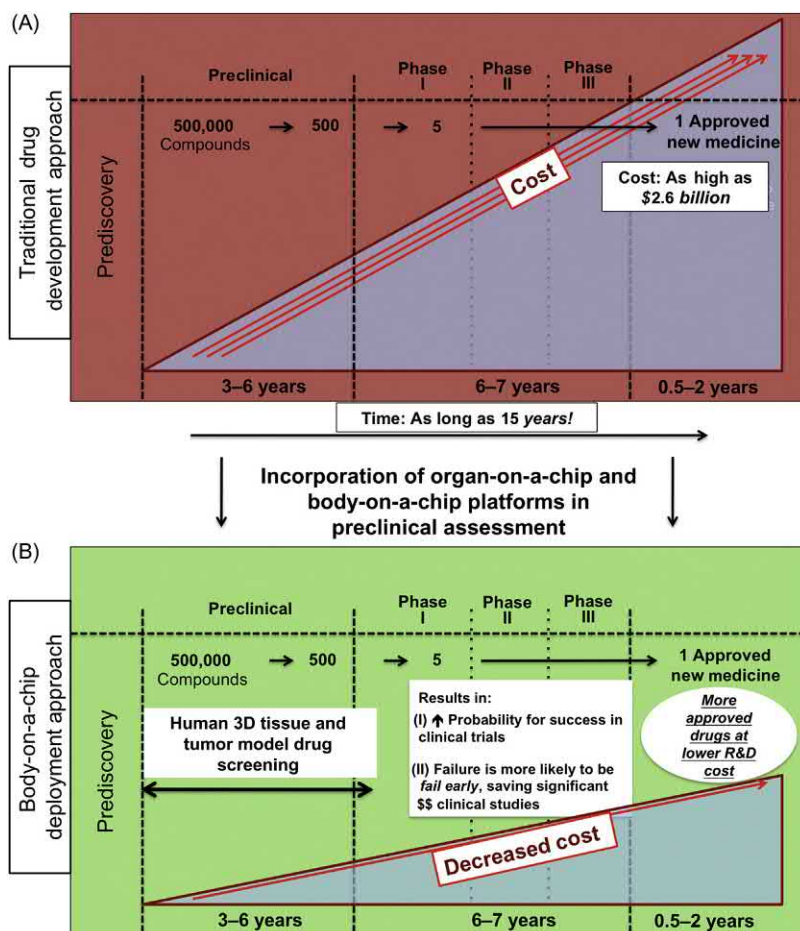 (A)
Traditional drug
development approach
Prediscovery
Preclinical
Phase
I
Phase
II
Phase
III
500,000
Compounds
500
5
1 Approved
new medicine
Cost
Cost: As high as
$2.6 billion
3–6 years
6–7 years
0.5–2 years
Time: As long as 15 years!
Incorporation of organ-on-a-chip and
body-on-a-chip platforms in
preclinical assessment
(B)
Body-on-a-chip
deployment approach
Prediscovery
Preclinical
Phase
I
Phase
II
Phase
III
500,000
Compounds
500
5
1 Approved
new medicine
Human 3D tissue and
tumor model drug
screening
Results in:
(I) ↑ Probability for success in
clinical trials
(II) Failure is more likely to be
fail early, saving significant
$$ clinical studies
More
approved
drugs at
lower R&D
cost
Decreased cost
3–6 years
6–7 years
0.5–2 years